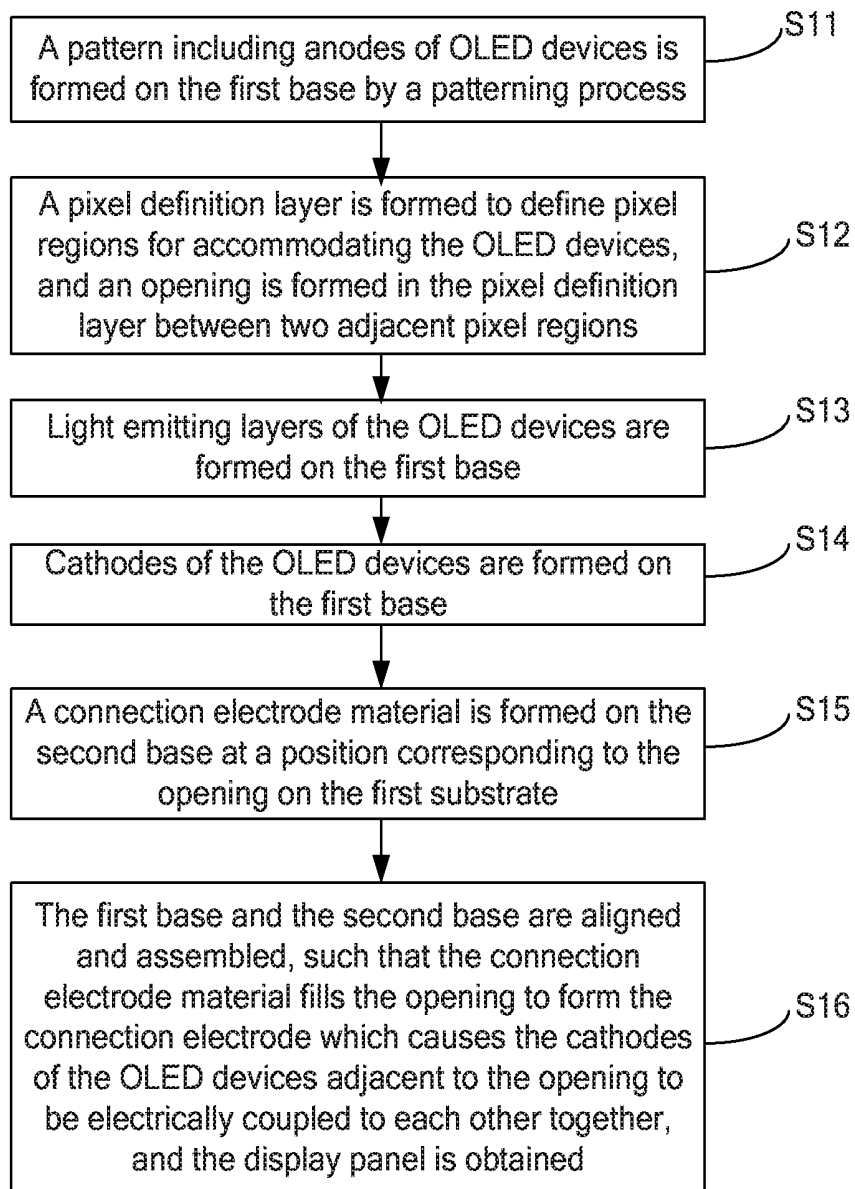 S11
A pattern including anodes of OLED devices is
formed on the first base by a patterning process
A pixel definition layer is formed to define pixel
regions for accommodating the OLED devices,
and an opening is formed in the pixel definition
layer between two adjacent pixel regions
S12
Light emitting layers of the OLED devices are
formed on the first base
S13
Cathodes of the OLED devices are formed on
the first base
S14
A connection electrode material is formed on the
second base at a position corresponding to the
opening on the first substrate
S15
The first base and the second base are aligned
and assembled, such that the connection
electrode material fills the opening to form the
connection electrode which causes the cathodes
of the OLED devices adjacent to the opening to
be electrically coupled to each other together,
and the display panel is obtained
S16